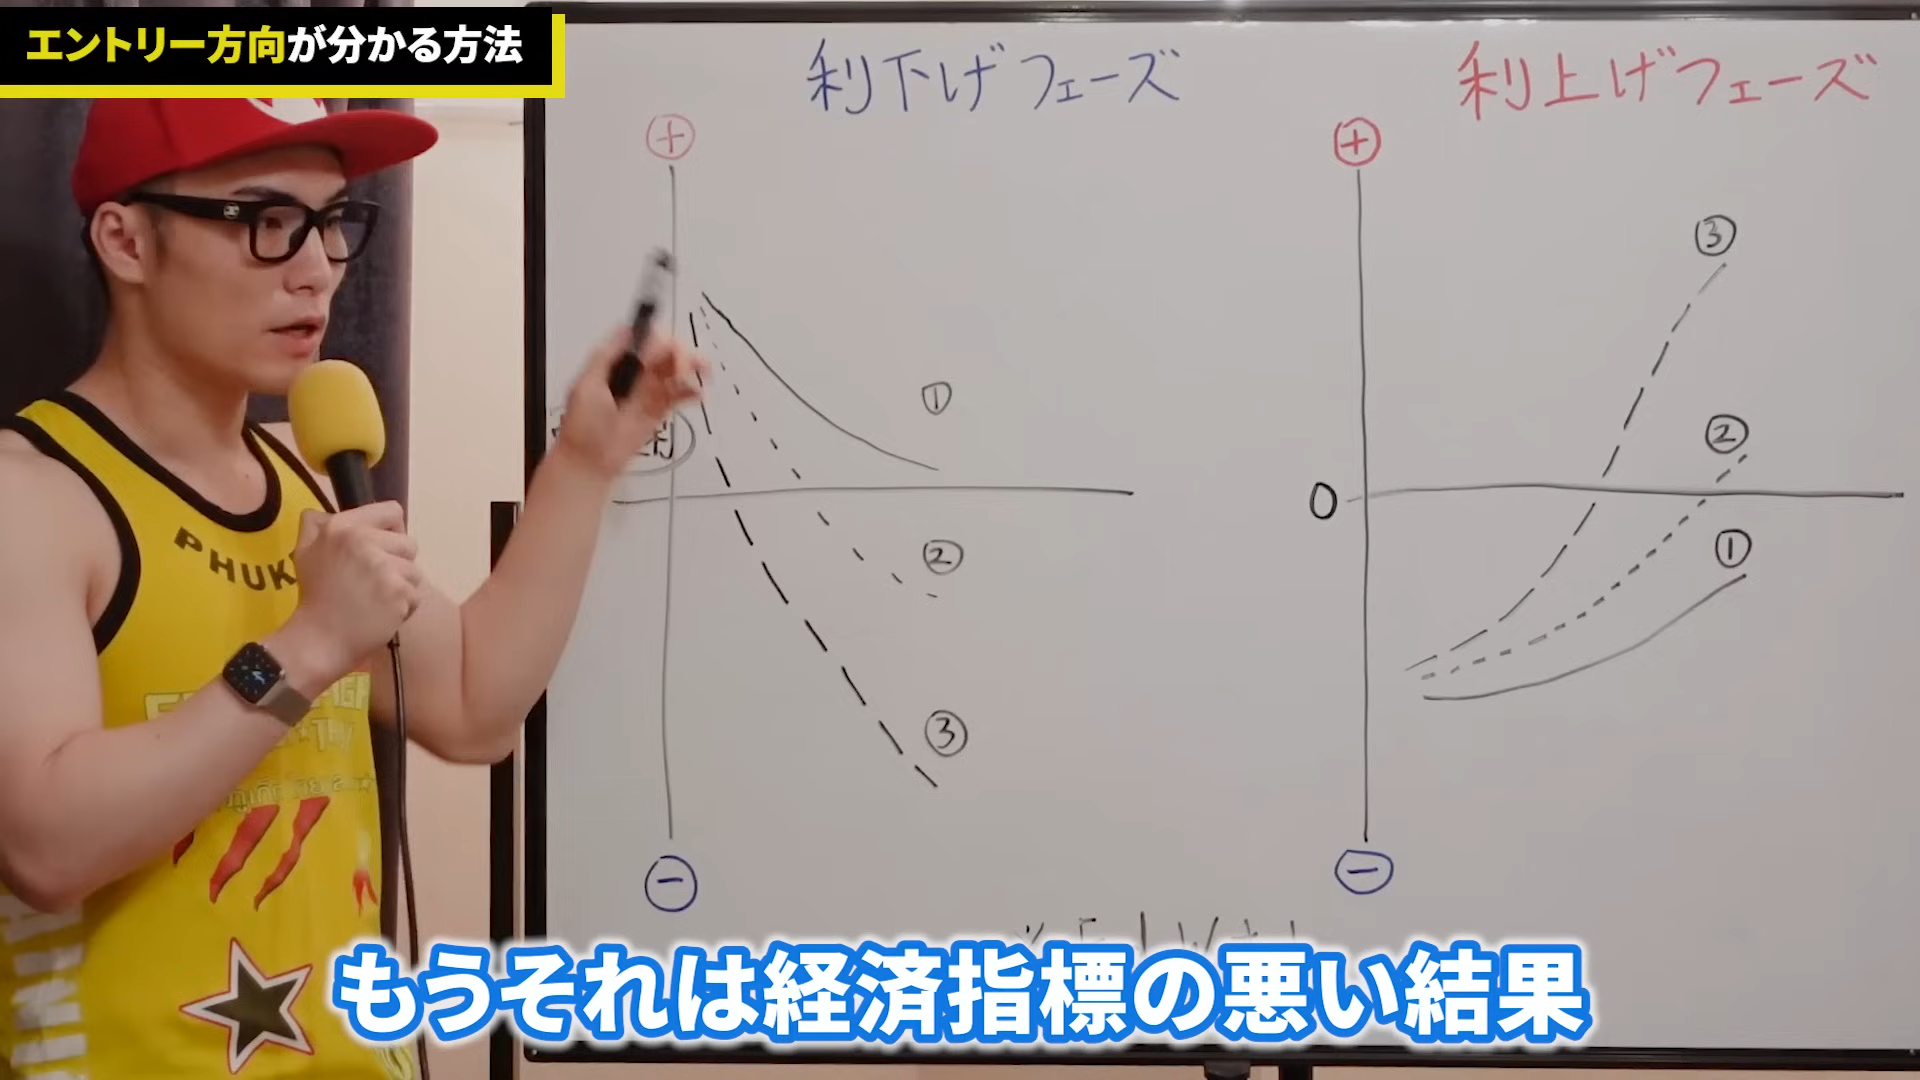 エントリー方向が分かる方法
利下げフェーズ
利上げフェーズ
+
+
③
①
②
利
0
②
①
③
PHUK
-
-
もうそれは経済指標の悪い結果